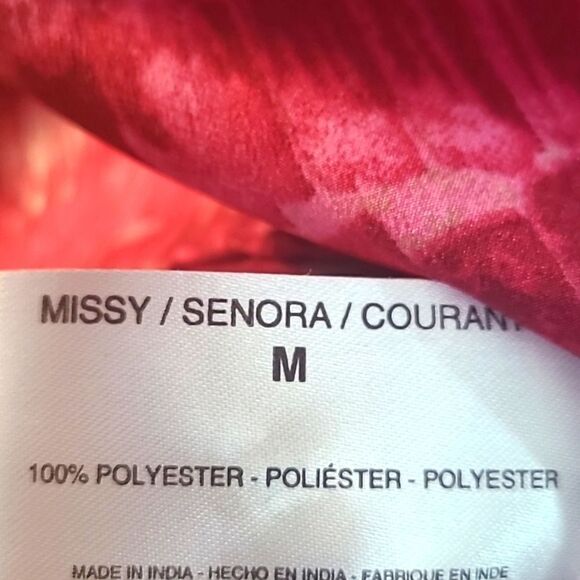 MISSY / SENORA / COURANT
M
100% POLYESTER - POLIÉSTER - POLYESTER
MADE IN INDIA - HECHO EN INDIA - FABRIQUE EN INDE